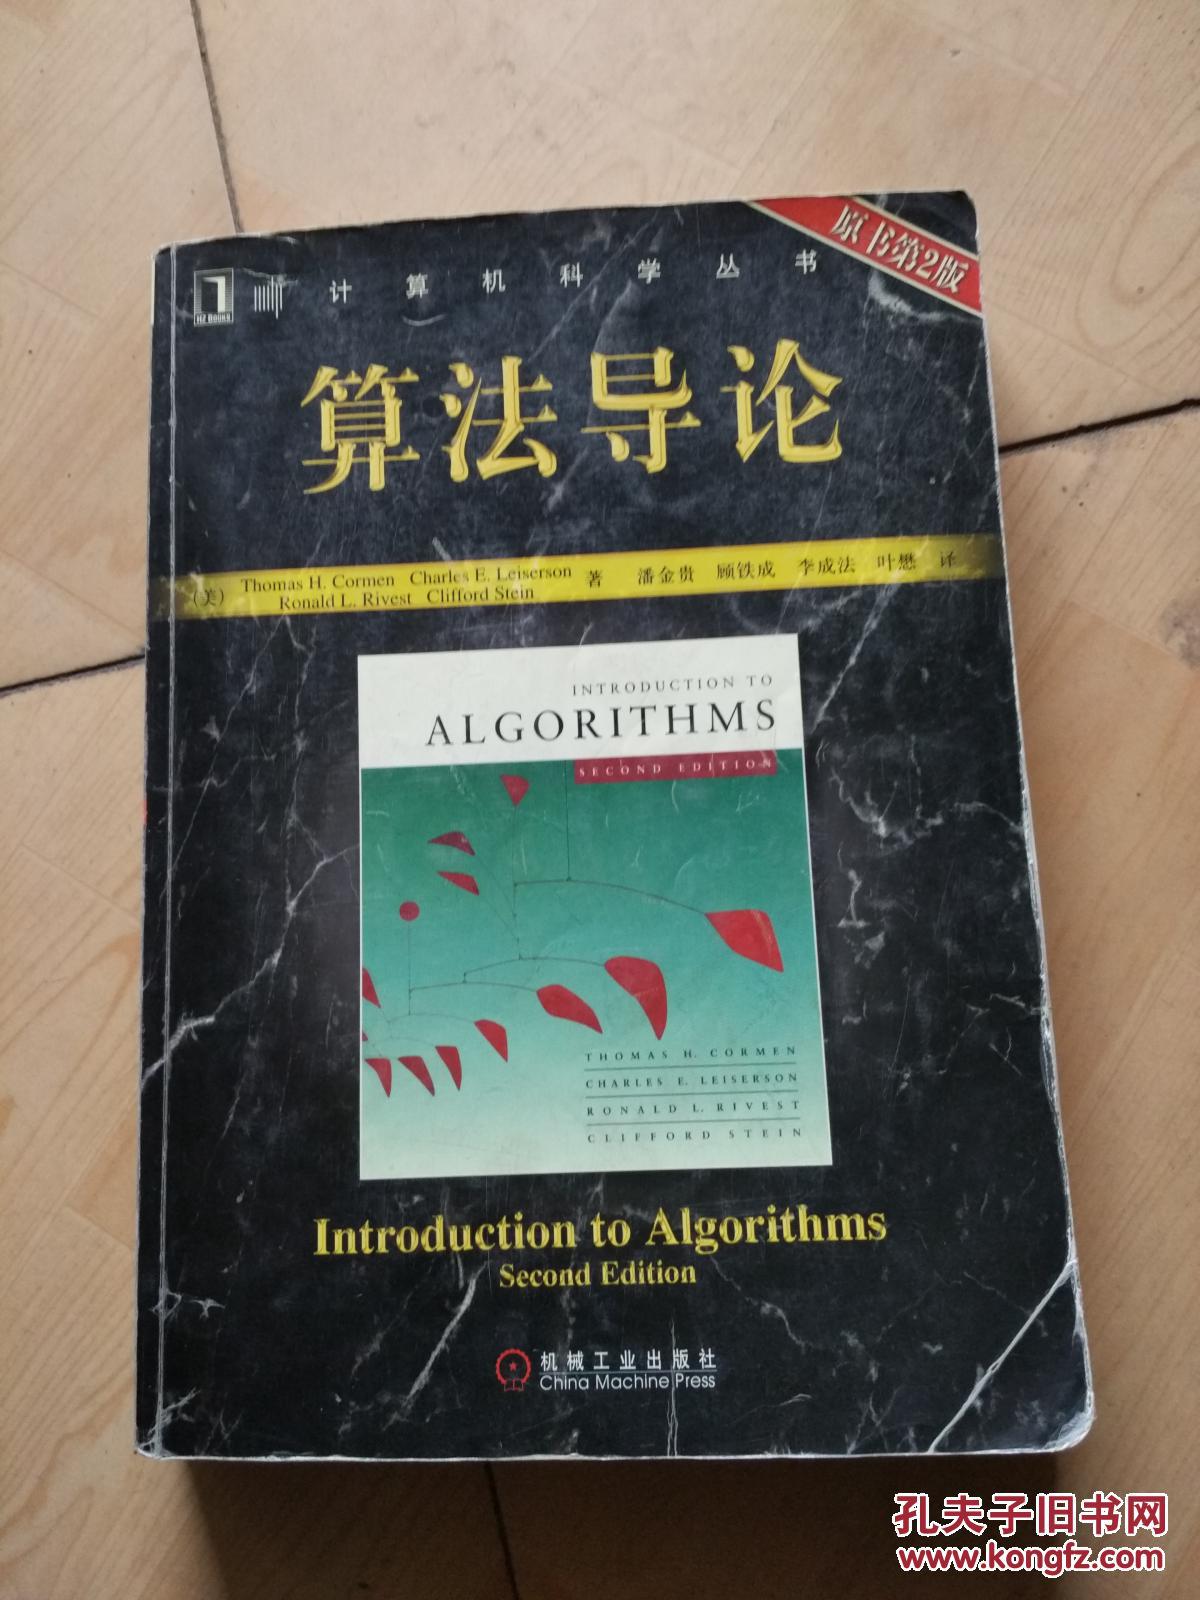 原书第2版
HZ Books
计算机科学丛书
算法导论
(美) Thomas H. Cormen Charles E. Leiserson
Ronald L. Rivest Clifford Stein 著 潘金贵 顾铁成 李成法 叶懋 译
INTRODUCTION TO
ALGORITHMS
SECOND EDITION
THOMAS H. CORMEN
CHARLES E. LEISERSON
RONALD L. RIVEST
CLIFFORD STEIN
Introduction to Algorithms
Second Edition
机械工业出版社
China Machine Press
孔夫子旧书网
www.kongfz.com